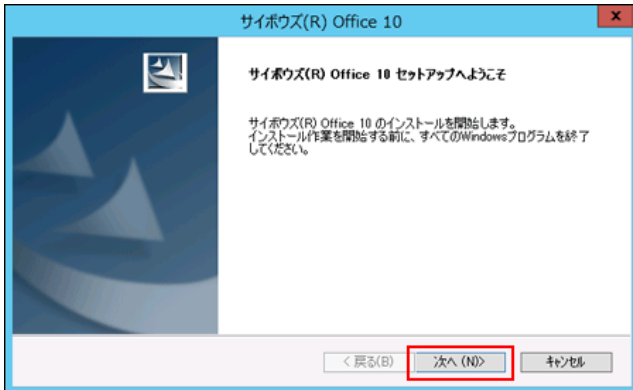 サイボウズ(R) Office 10
x
サイボウズ(R) Office 10 セットアップへようこそ
サイボウズ(R) Office 10 のインストールを開始します。
インストール作業を開始する前に、すべてのWindowsプログラムを終了
してください。
< 戻る(B)
次へ (N)>
キャンセル